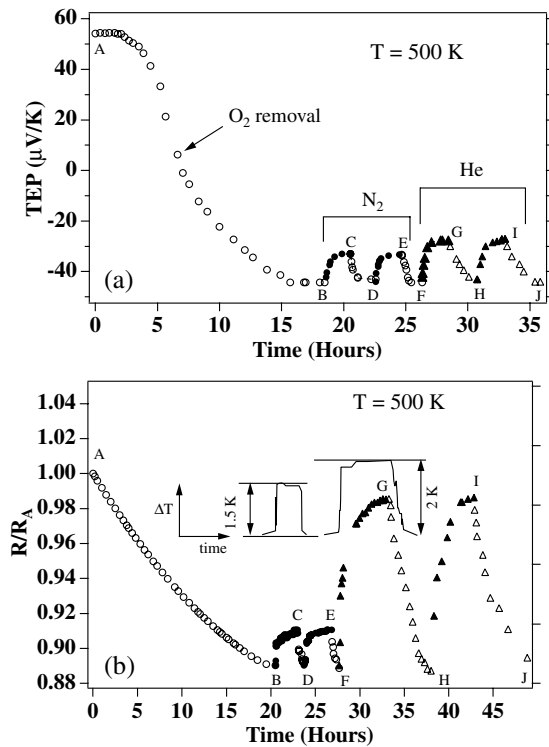 60
40
20
0
-20
-40
TEP (μV/K)
T = 500 K
A
O₂ removal
N₂
He
C
E
G
I
B
D
F
H
J
(a)
0
5
10
15
20
25
30
35
Time (Hours)
1.04
1.02
1.00
0.98
0.96
0.94
0.92
0.90
0.88
R/R_A
T = 500 K
A
ΔT
time
1.5 K
2 K
G
I
C
E
B
D
F
H
J
(b)
0
5
10
15
20
25
30
35
40
45
Time (Hours)